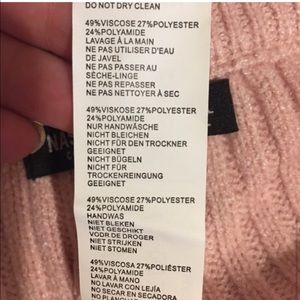 DO NOT DRY CLEAN
49%VISCOSE 27%POLYESTER
24%POLYAMIDE
LAVAGE À LA MAIN
NE PAS UTILISER D'EAU
DE JAVEL
NE PAS PASSER AU
SÈCHE-LINGE
NE PAS REPASSER
NE PAS NETTOYER À SEC
49%VISKOSE 27%POLYESTER
24%POLYAMIDE
NUR HANDWÄSCHE
NICHT BLEICHEN
NICHT FÜR DEN TROCKNER
GEEIGNET
NICHT BÜGELN
NICHT FÜR
TROCKENREINIGUNG
GEEIGNET
49%VISCOSE 27%POLYESTER
24%POLYAMIDE
HANDWAS
NIET BLEKEN
NIET GESCHIKT
VOOR DE DROGER
NIET STRIJKEN
NIET STOMEN
49%VISCOSA 27%POLIÉSTER
24%POLYAMIDE
LAVAR À MANO
NO LAVAR CON LEJÍA
NO SECAR EN SECADORA